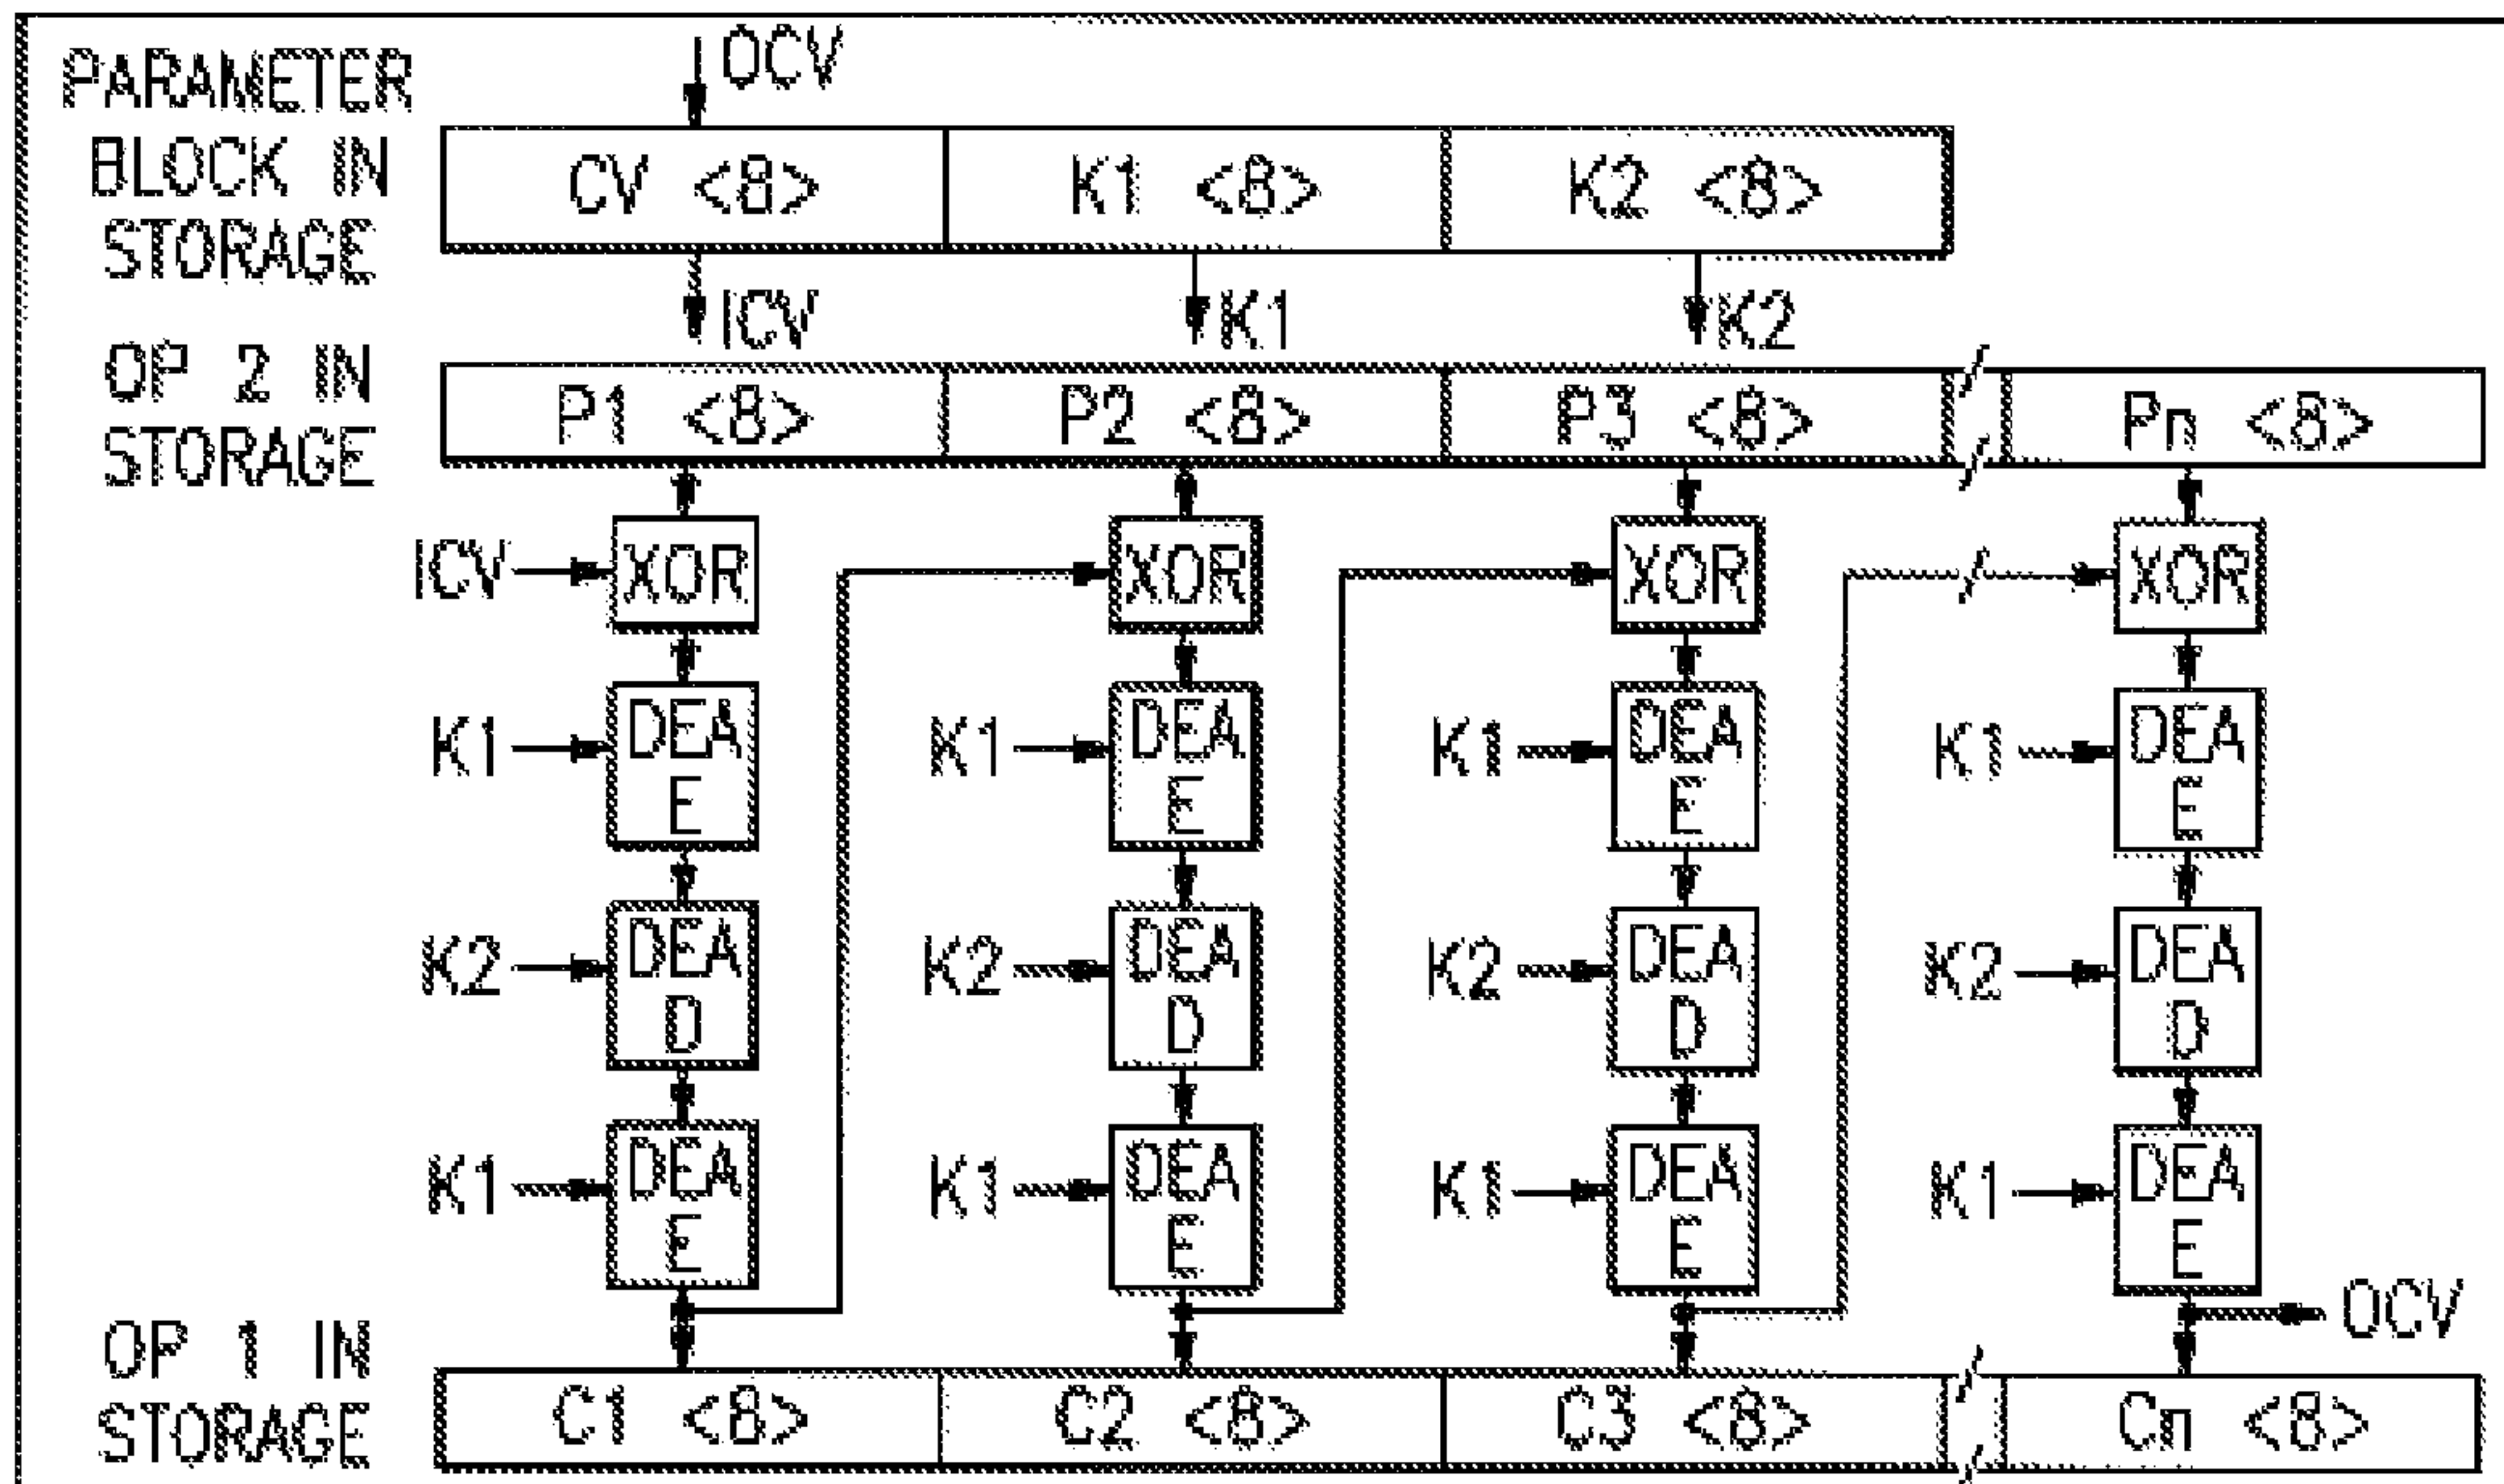 OCV
PARAMETER
BLOCK IN
STORAGE
CV <8> K1 <8> K2 <8>
ICV K1 K2
OP 2 IN
STORAGE
P1 <8> P2 <8> P3 <8> Pn <8>
ICV XOR XOR XOR XOR
K1 DEA K1 DEA K1 DEA K1 DEA
E E E E
K2 DEA K2 DEA K2 DEA K2 DEA
D D D D
K1 DEA K1 DEA K1 DEA K1 DEA
E E E E
OCV
OP 1 IN
STORAGE
C1 <8> C2 <8> C3 <8> Cn <8>